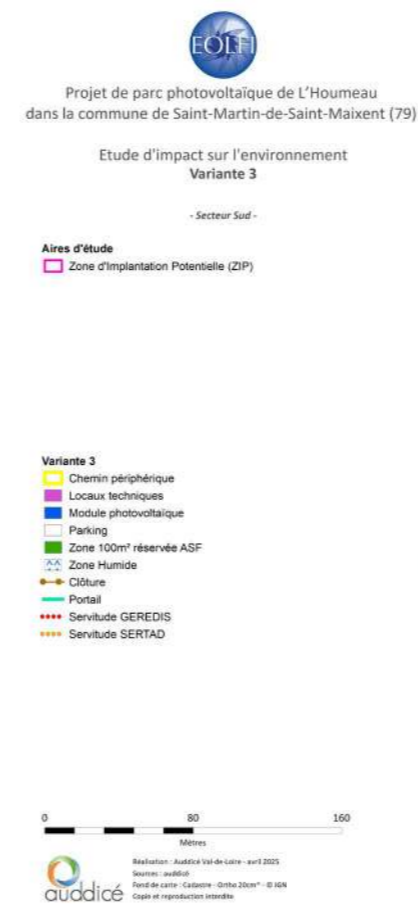 EOLFI
Projet de parc photovoltaïque de L'Houmeau
dans la commune de Saint-Martin-de-Saint-Maixent (79)
Etude d'impact sur l'environnement
Variante 3
- Secteur Sud -
Aires d'étude
Zone d'Implantation Potentielle (ZIP)
Variante 3
Chemin périphérique
Locaux techniques
Module photovoltaïque
Parking
Zone 100m² réservée ASF
Zone Humide
Clôture
Portail
Servitude GEREDIS
Servitude SERTAD
0 80 160
Mètres
Réalisation : Auddicé Val-de-Loire - avril 2025
Sources : auddicé
Fond de carte : Cadastre - Ortho 20cm® - © IGN
Copie et reproduction interdite
auddicé